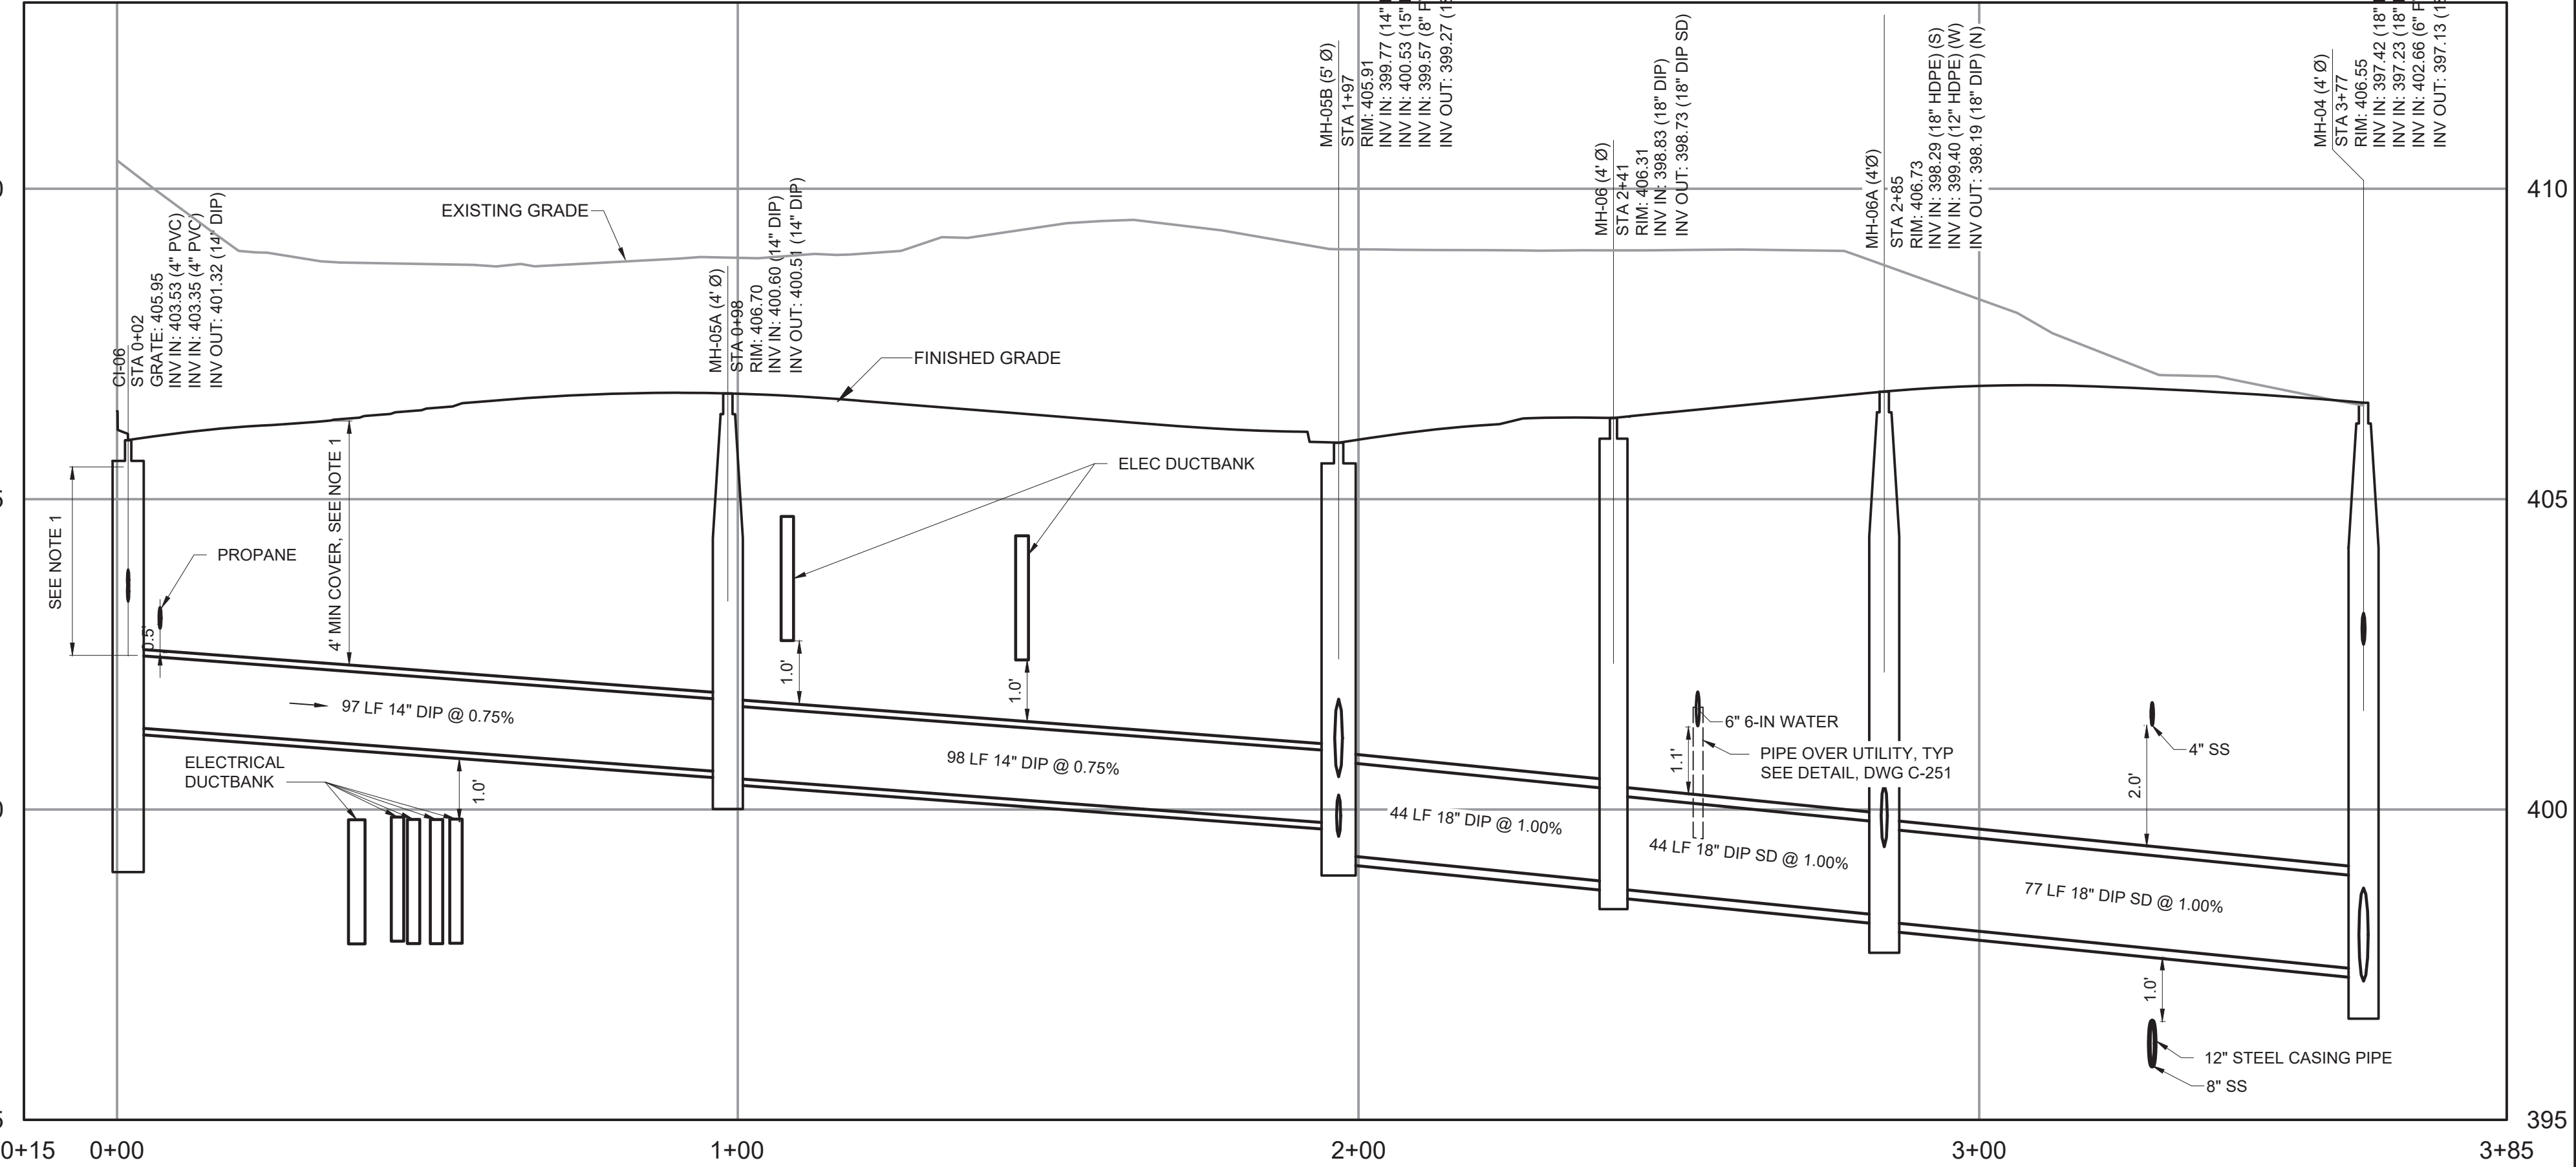 CI-06
STA 0+02
GRATE: 405.95
INV IN: 403.53 (4" PVC)
INV IN: 403.35 (4" PVC)
INV OUT: 401.32 (14" DIP)
EXISTING GRADE
MH-05A (4' Ø)
STA 0+98
RIM: 406.70
INV IN: 400.60 (14" DIP)
INV OUT: 400.51 (14" DIP)
FINISHED GRADE
MH-05B (5' Ø)
STA 1+97
RIM: 405.91
INV IN: 399.77 (14"
INV IN: 400.53 (15"
INV IN: 399.57 (8"
INV OUT: 399.27
MH-06 (4' Ø)
STA 2+41
RIM: 406.31
INV IN: 398.83 (18" DIP)
INV OUT: 398.73 (18" DIP SD)
MH-06A (4'Ø)
STA 2+85
RIM: 406.73
INV IN: 398.29 (18" HDPE) (S)
INV IN: 399.40 (12" HDPE) (W)
INV OUT: 398.19 (18" DIP) (N)
MH-04 (4' Ø)
STA 3+77
RIM: 406.55
INV IN: 397.42 (18"
INV IN: 397.23 (18"
INV IN: 402.66 (6"
INV OUT: 397.13
410
405
400
395
SEE NOTE 1
PROPANE
0.5'
4' MIN COVER, SEE NOTE 1
97 LF 14" DIP @ 0.75%
ELECTRICAL
DUCTBANK
1.0'
ELEC DUCTBANK
1.0'
1.0'
98 LF 14" DIP @ 0.75%
44 LF 18" DIP @ 1.00%
6" 6-IN WATER
1.1'
PIPE OVER UTILITY, TYP
SEE DETAIL, DWG C-251
44 LF 18" DIP SD @ 1.00%
4" SS
2.0'
77 LF 18" DIP SD @ 1.00%
1.0'
12" STEEL CASING PIPE
8" SS
0+15 0+00 1+00 2+00 3+00 3+85